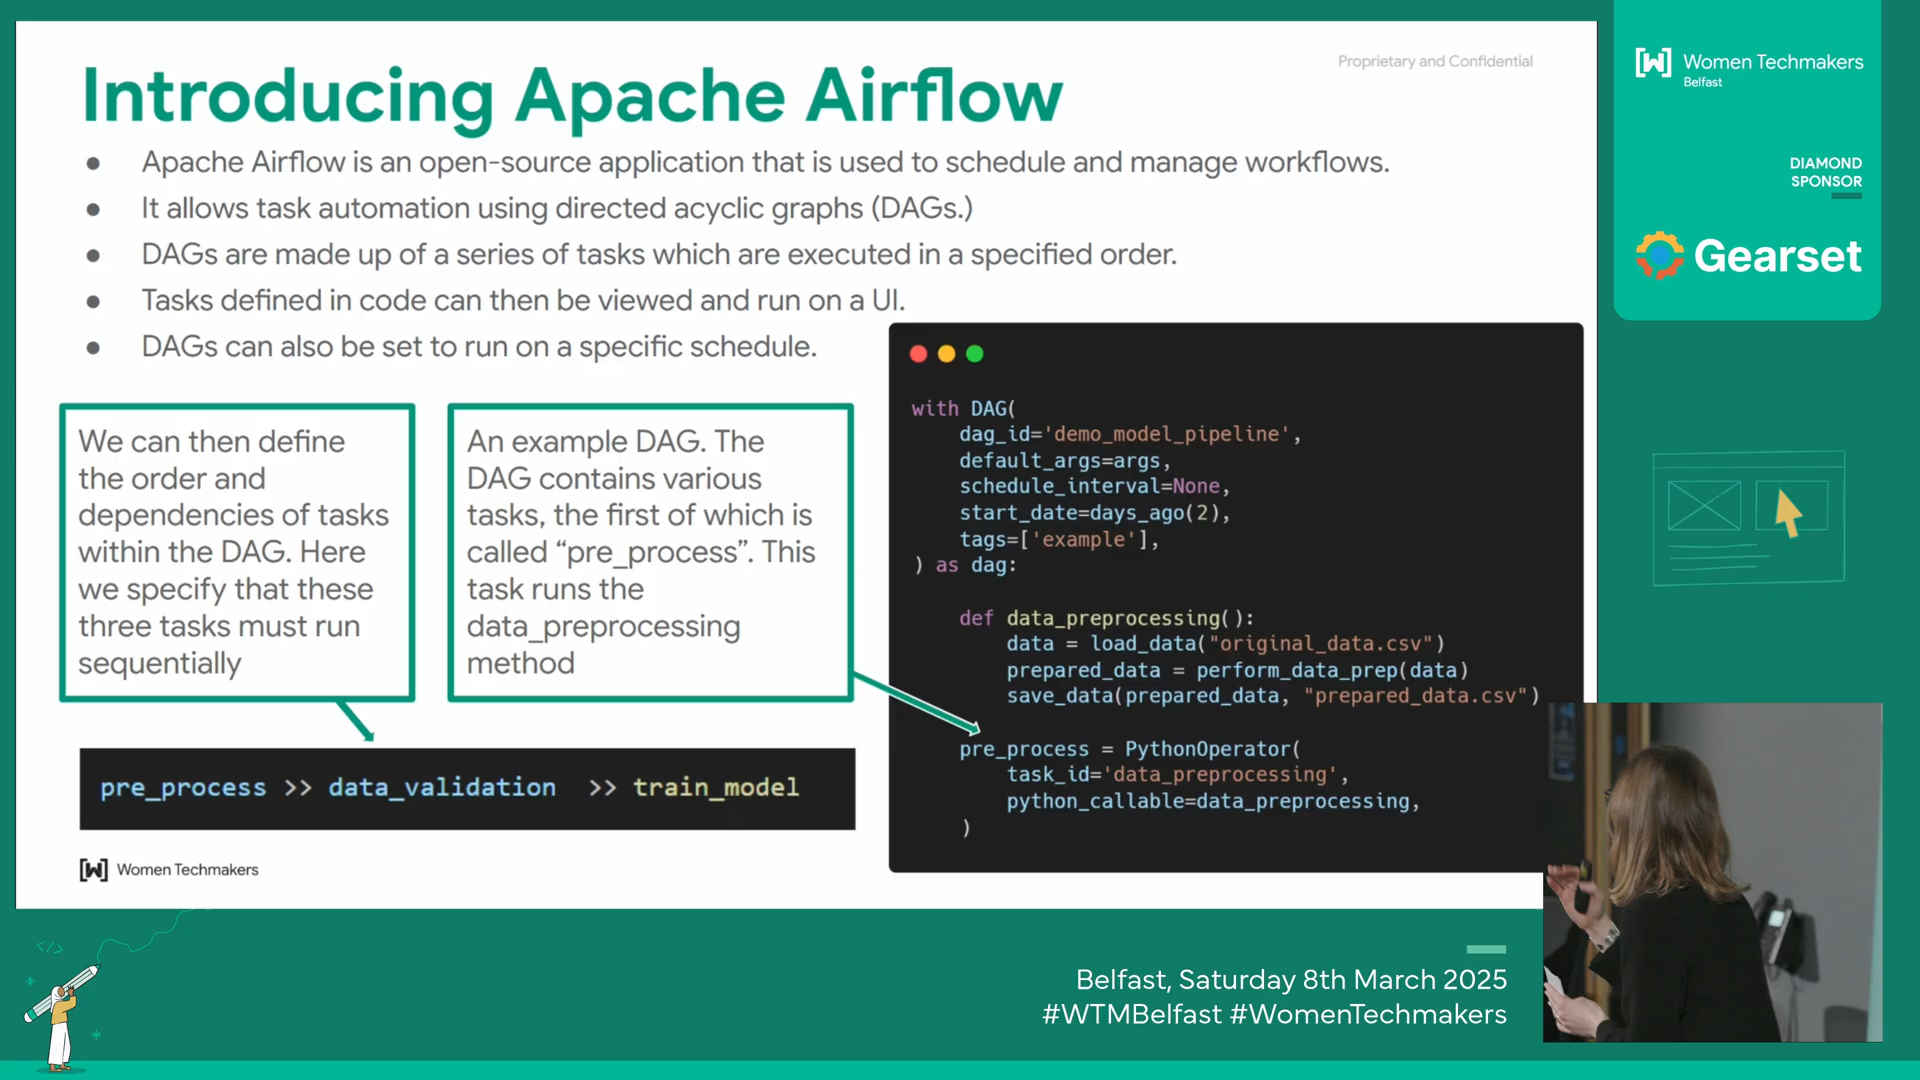 Proprietary and Confidential
Introducing Apache Airflow
● Apache Airflow is an open-source application that is used to schedule and manage workflows.
● It allows task automation using directed acyclic graphs (DAGs.)
● DAGs are made up of a series of tasks which are executed in a specified order.
● Tasks defined in code can then be viewed and run on a UI.
● DAGs can also be set to run on a specific schedule.
We can then define
the order and
dependencies of tasks
within the DAG. Here
we specify that these
three tasks must run
sequentially
An example DAG. The
DAG contains various
tasks, the first of which is
called “pre_process”. This
task runs the
data_preprocessing
method
pre_process >> data_validation >> train_model
with DAG(
dag_id='demo_model_pipeline',
default_args=args,
schedule_interval=None,
start_date=days_ago(2),
tags=['example'],
) as dag:
def data_preprocessing():
data = load_data("original_data.csv")
prepared_data = perform_data_prep(data)
save_data(prepared_data, "prepared_data.csv")
pre_process = PythonOperator(
task_id='data_preprocessing',
python_callable=data_preprocessing,
)
[W] Women Techmakers
[W] Women Techmakers
Belfast
DIAMOND
SPONSOR
Gearset
</>
Belfast, Saturday 8th March 2025
#WTMBelfast #WomenTechmakers